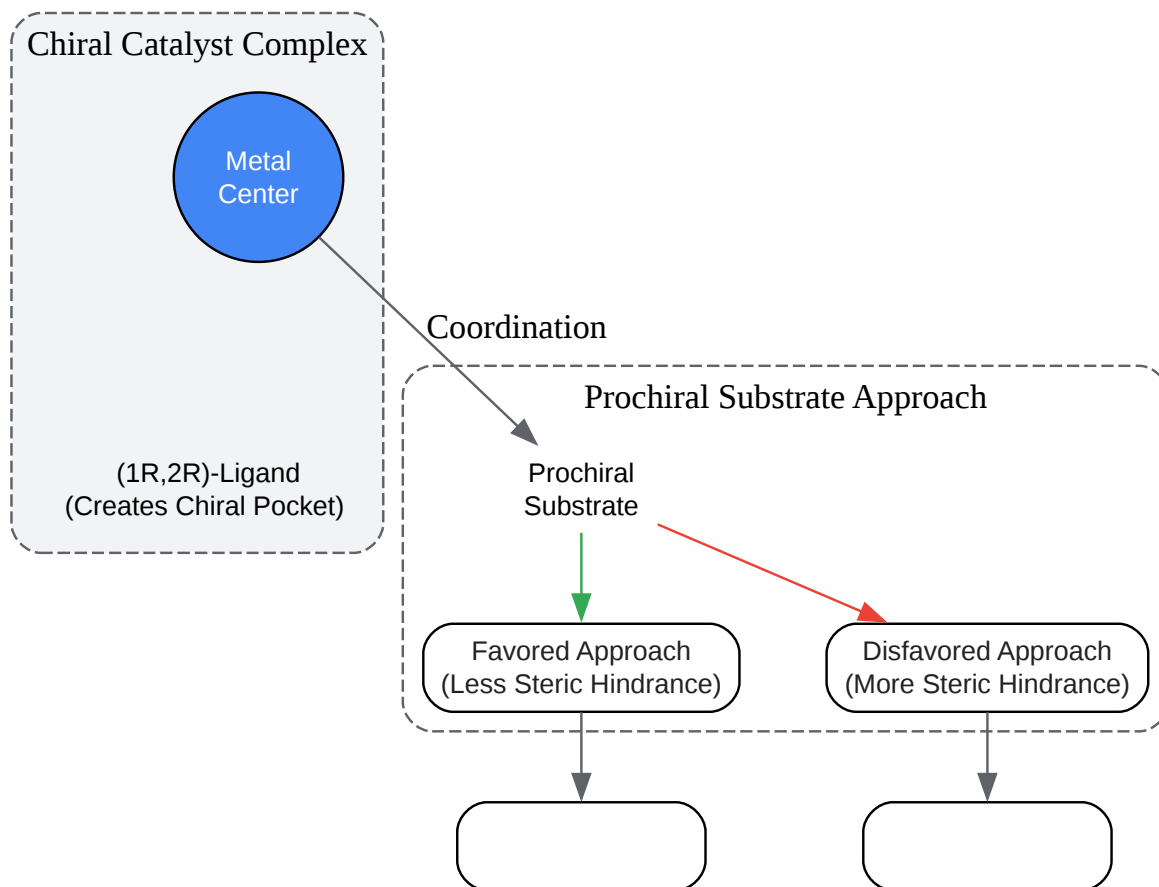 Chiral Catalyst Complex
Metal
Center
Coordination
Prochiral Substrate Approach
(1R,2R)-Ligand
(Creates Chiral Pocket)
Prochiral
Substrate
Favored Approach
(Less Steric Hindrance)
Disfavored Approach
(More Steric Hindrance)